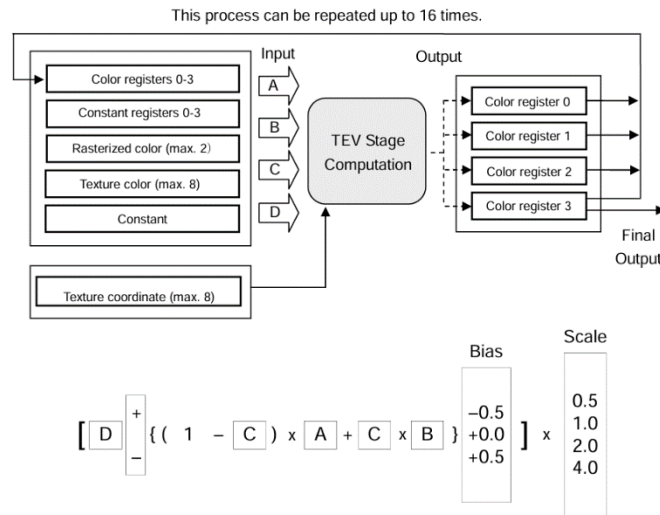 This process can be repeated up to 16 times.
Input
Output
Color registers 0-3
Constant registers 0-3
Rasterized color (max. 2)
Texture color (max. 8)
Constant
A
B
C
D
TEV Stage
Computation
Color register 0
Color register 1
Color register 2
Color register 3
Final
Output
Texture coordinate (max. 8)
Bias
Scale
[ D + – { ( 1 – C ) x A + C x B } –0.5 +0.0 +0.5 ] x 0.5 1.0 2.0 4.0